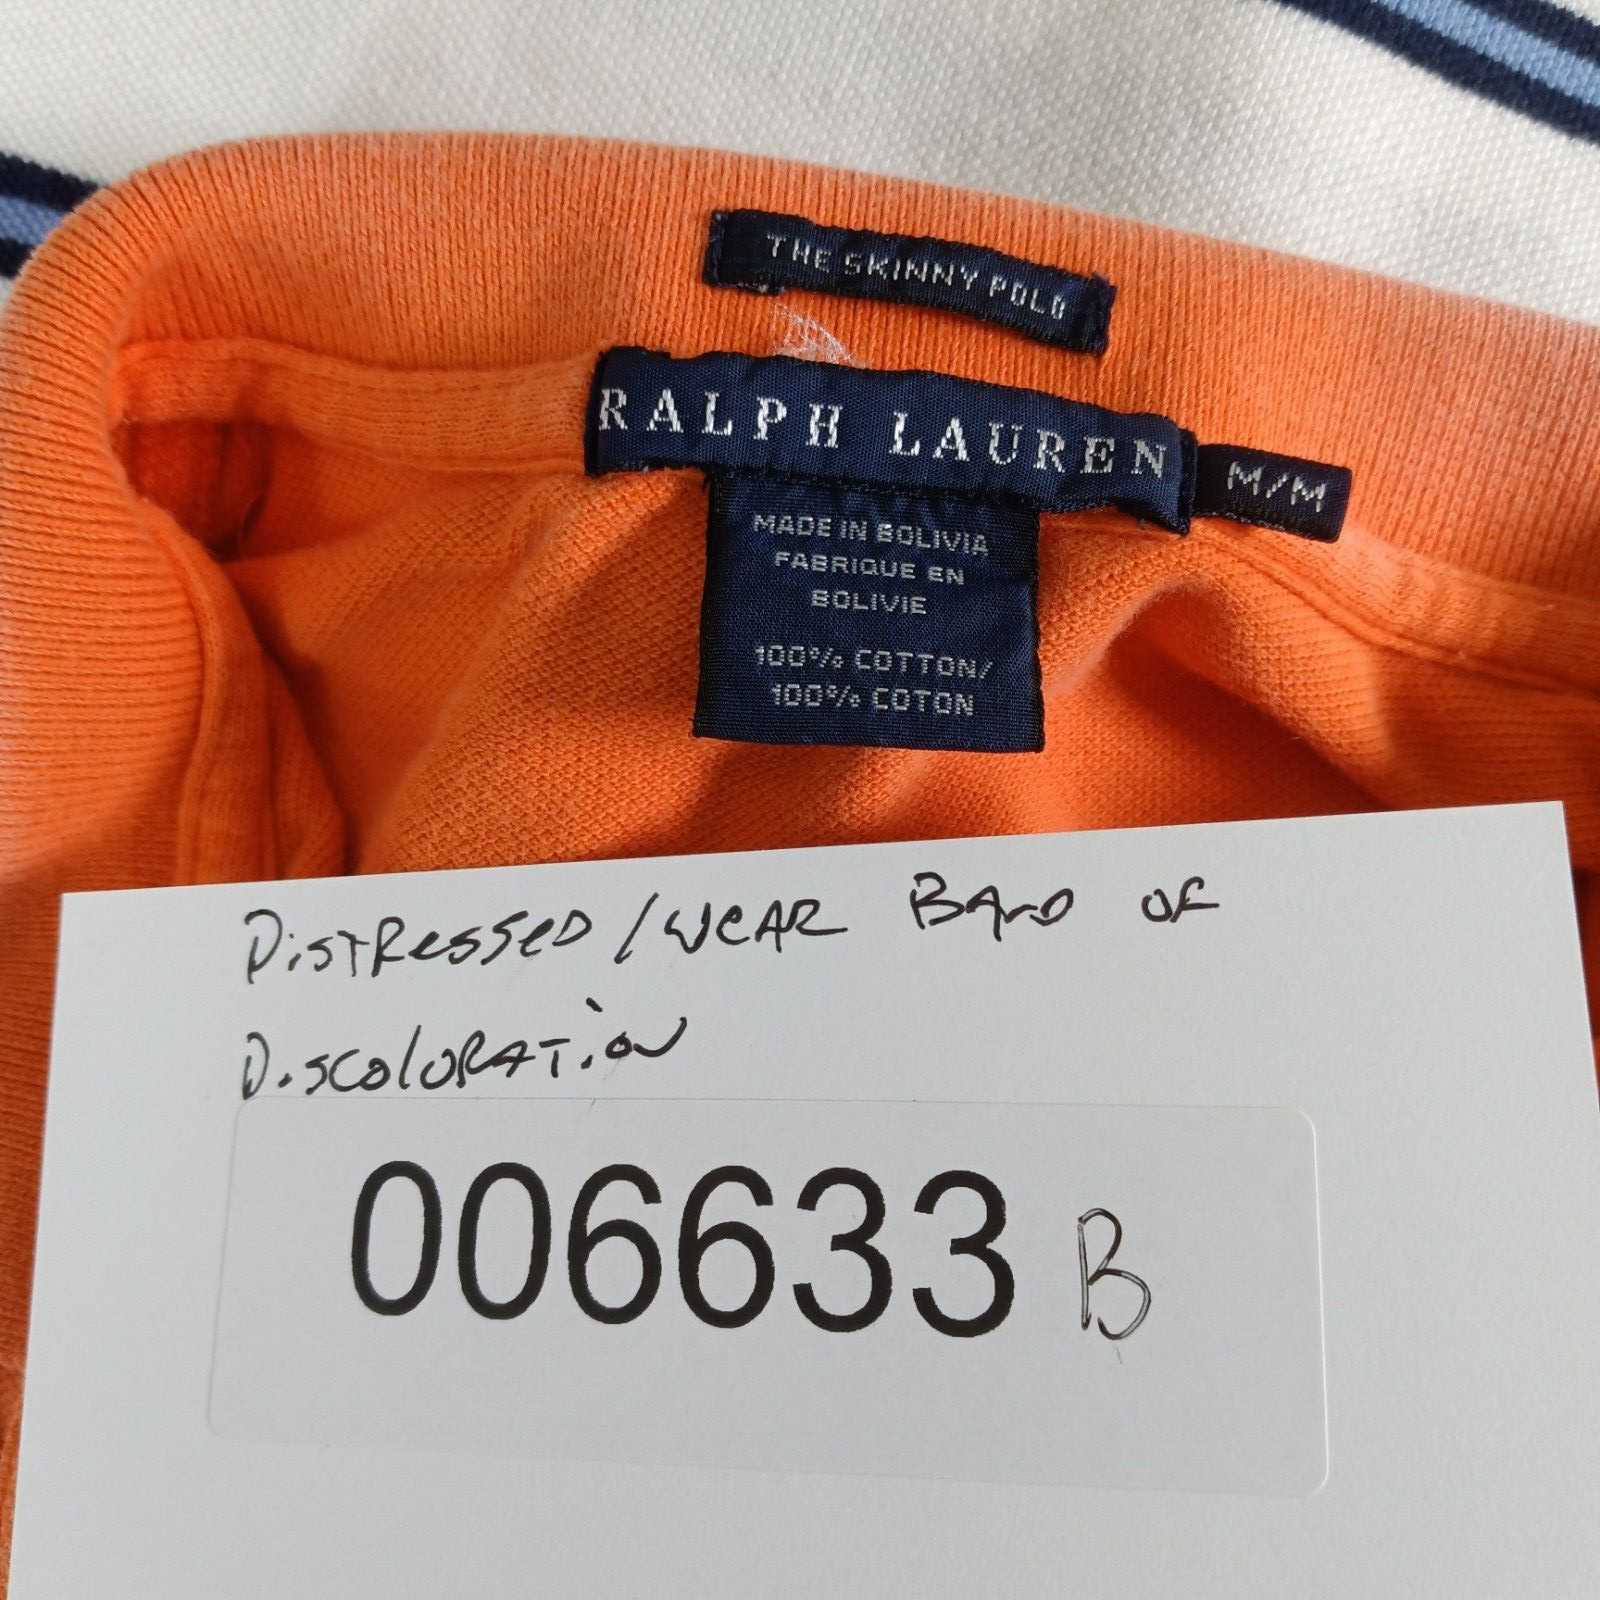 THE SKINNY POLO
RALPH LAUREN
M/M
MADE IN BOLIVIA
FABRIQUE EN
BOLIVIE
100% COTTON/
100% COTON
DiSTRessed / WEAR BAND OF
DiscolorATioN
006633 B